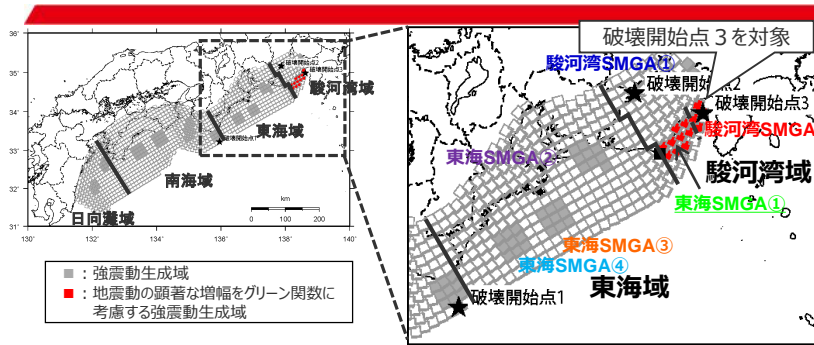 破壊開始点３を対象
36°
35°
34°
33°
32°
31°
130°
132°
134°
136°
138°
140°
破壊開始点2
破壊開始点3
駿河湾域
東海域
破壊開始点1
南海域
日向灘域
km
0 100 200
■：強震動生成域
■：地震動の顕著な増幅をグリーン関数に
考慮する強震動生成域
駿河湾SMGA①
破壊開始点2
破壊開始点3
駿河湾SMGA
駿河湾域
東海SMGA②
東海SMGA①
東海SMGA③
東海SMGA④
東海域
破壊開始点1